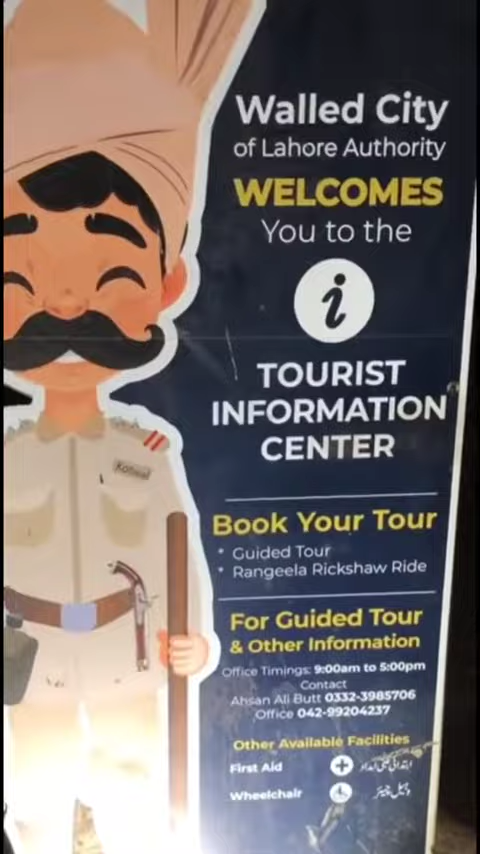 Walled City
of Lahore Authority
WELCOMES
You to the
i
TOURIST
INFORMATION
CENTER
Kotwal
Book Your Tour
* Guided Tour
* Rangeela Rickshaw Ride
For Guided Tour
& Other Information
Office Timings: 9:00am to 5:00pm
Contact
Ahsan Ali Butt 0332-3985706
Office 042-99204237
Other Available Facilities
First Aid ابتدائی طبی امداد
Wheelchair وہیل چیئر